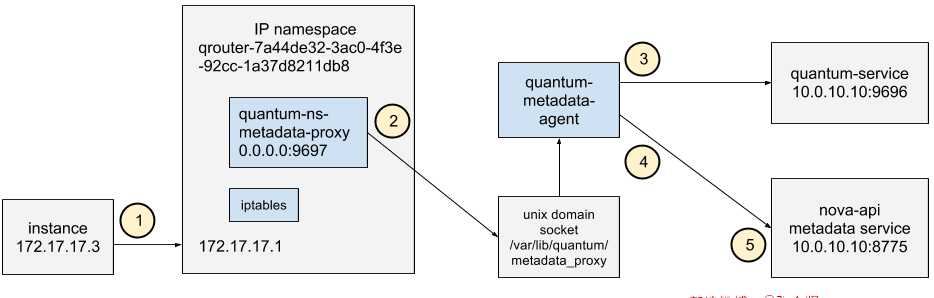 IP namespace
qrouter-7a44de32-3ac0-4f3e
-92cc-1a37d8211db8
quantum-ns-
metadata-proxy
0.0.0.0:9697
iptables
172.17.17.1
instance
172.17.17.3
1
2
quantum-
metadata-
agent
unix domain
socket
/var/lib/quantum/
metadata_proxy
3
4
5
quantum-service
10.0.10.10:9696
nova-api
metadata service
10.0.10.10:8775